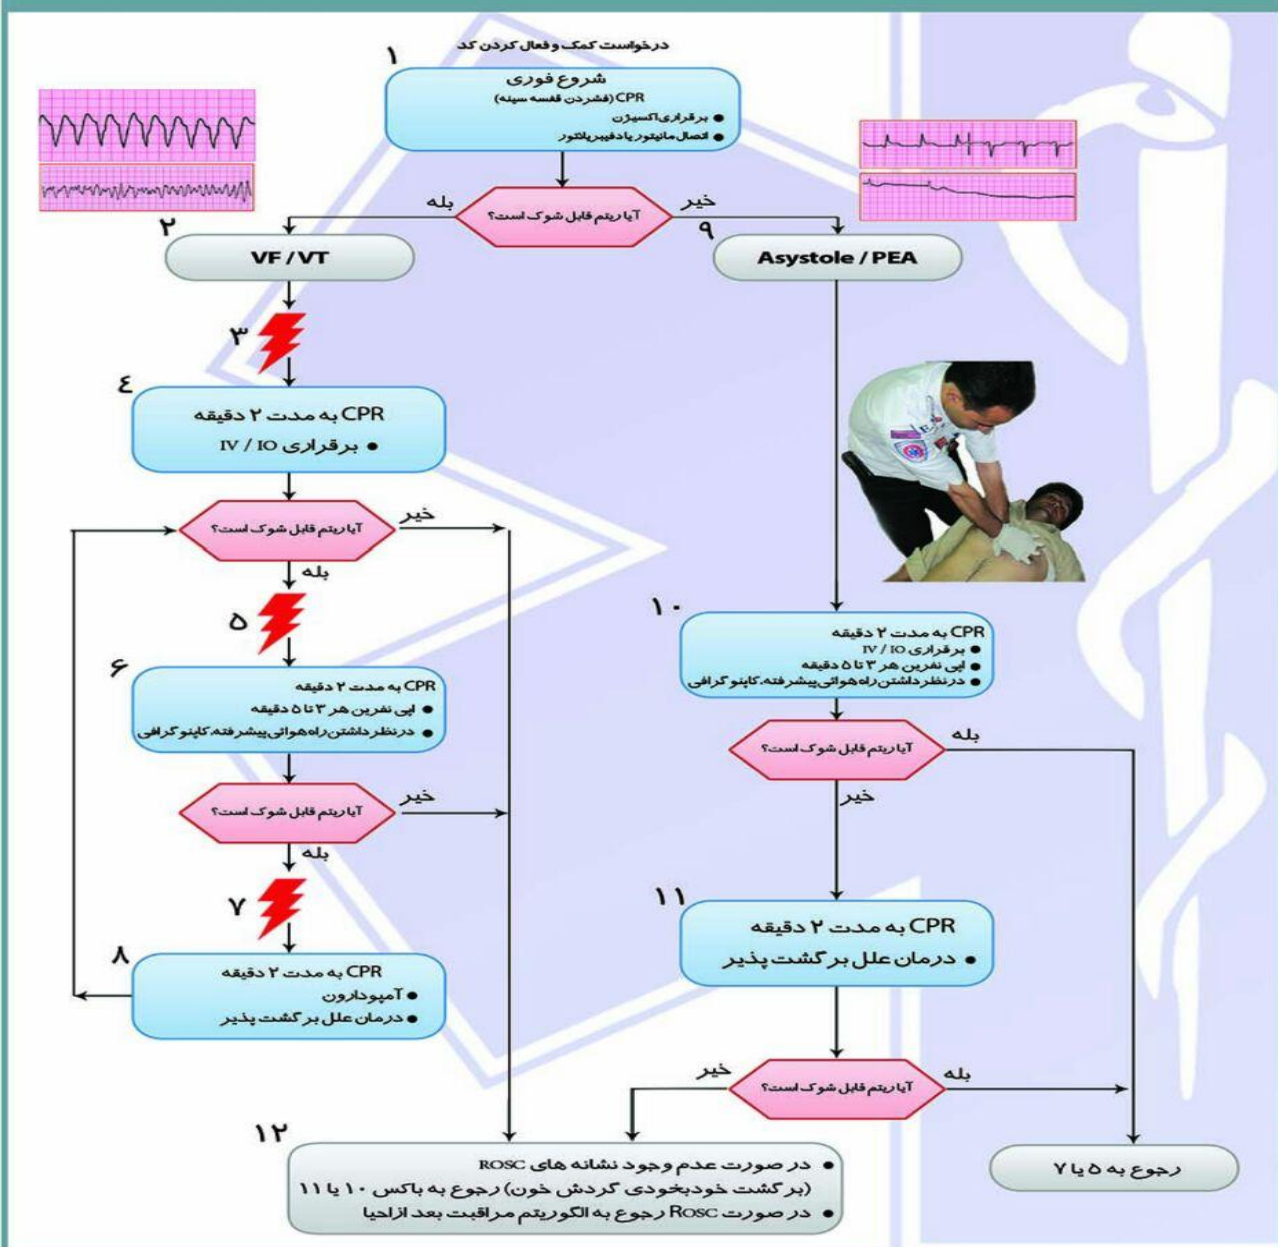 درخواست کمک و فعال کردن کد
۱
شروع فوری
CPR (فشردن قفسه سینه)
● برقراری اکسیژن
● اتصال مانیتور یا دفیبریلاتور
آیا ریتم قابل شوک است؟
بله
خیر
۲
VF / VT
۹
Asystole / PEA
۳
۴
CPR به مدت ۲ دقیقه
● برقراری IV / IO
آیا ریتم قابل شوک است؟
خیر
بله
۵
۶
CPR به مدت ۲ دقیقه
● اپی نفرین هر ۳ تا ۵ دقیقه
● درنظر داشتن راه هوائی پیشرفته، کاپنوگرافی
آیا ریتم قابل شوک است؟
خیر
بله
۷
۸
CPR به مدت ۲ دقیقه
● آمیودارون
● درمان علل برگشت پذیر
۱۰
CPR به مدت ۲ دقیقه
● برقراری IV / IO
● اپی نفرین هر ۳ تا ۵ دقیقه
● درنظر داشتن راه هوائی پیشرفته، کاپنوگرافی
آیا ریتم قابل شوک است؟
بله
خیر
۱۱
CPR به مدت ۲ دقیقه
● درمان علل برگشت پذیر
آیا ریتم قابل شوک است؟
خیر
بله
۱۲
● در صورت عدم وجود نشانه های ROSC
(برگشت خودبخودی گردش خون) رجوع به باکس ۱۰ یا ۱۱
● در صورت ROSC رجوع به الگوریتم مراقبت بعد از احیا
رجوع به ۵ یا ۷